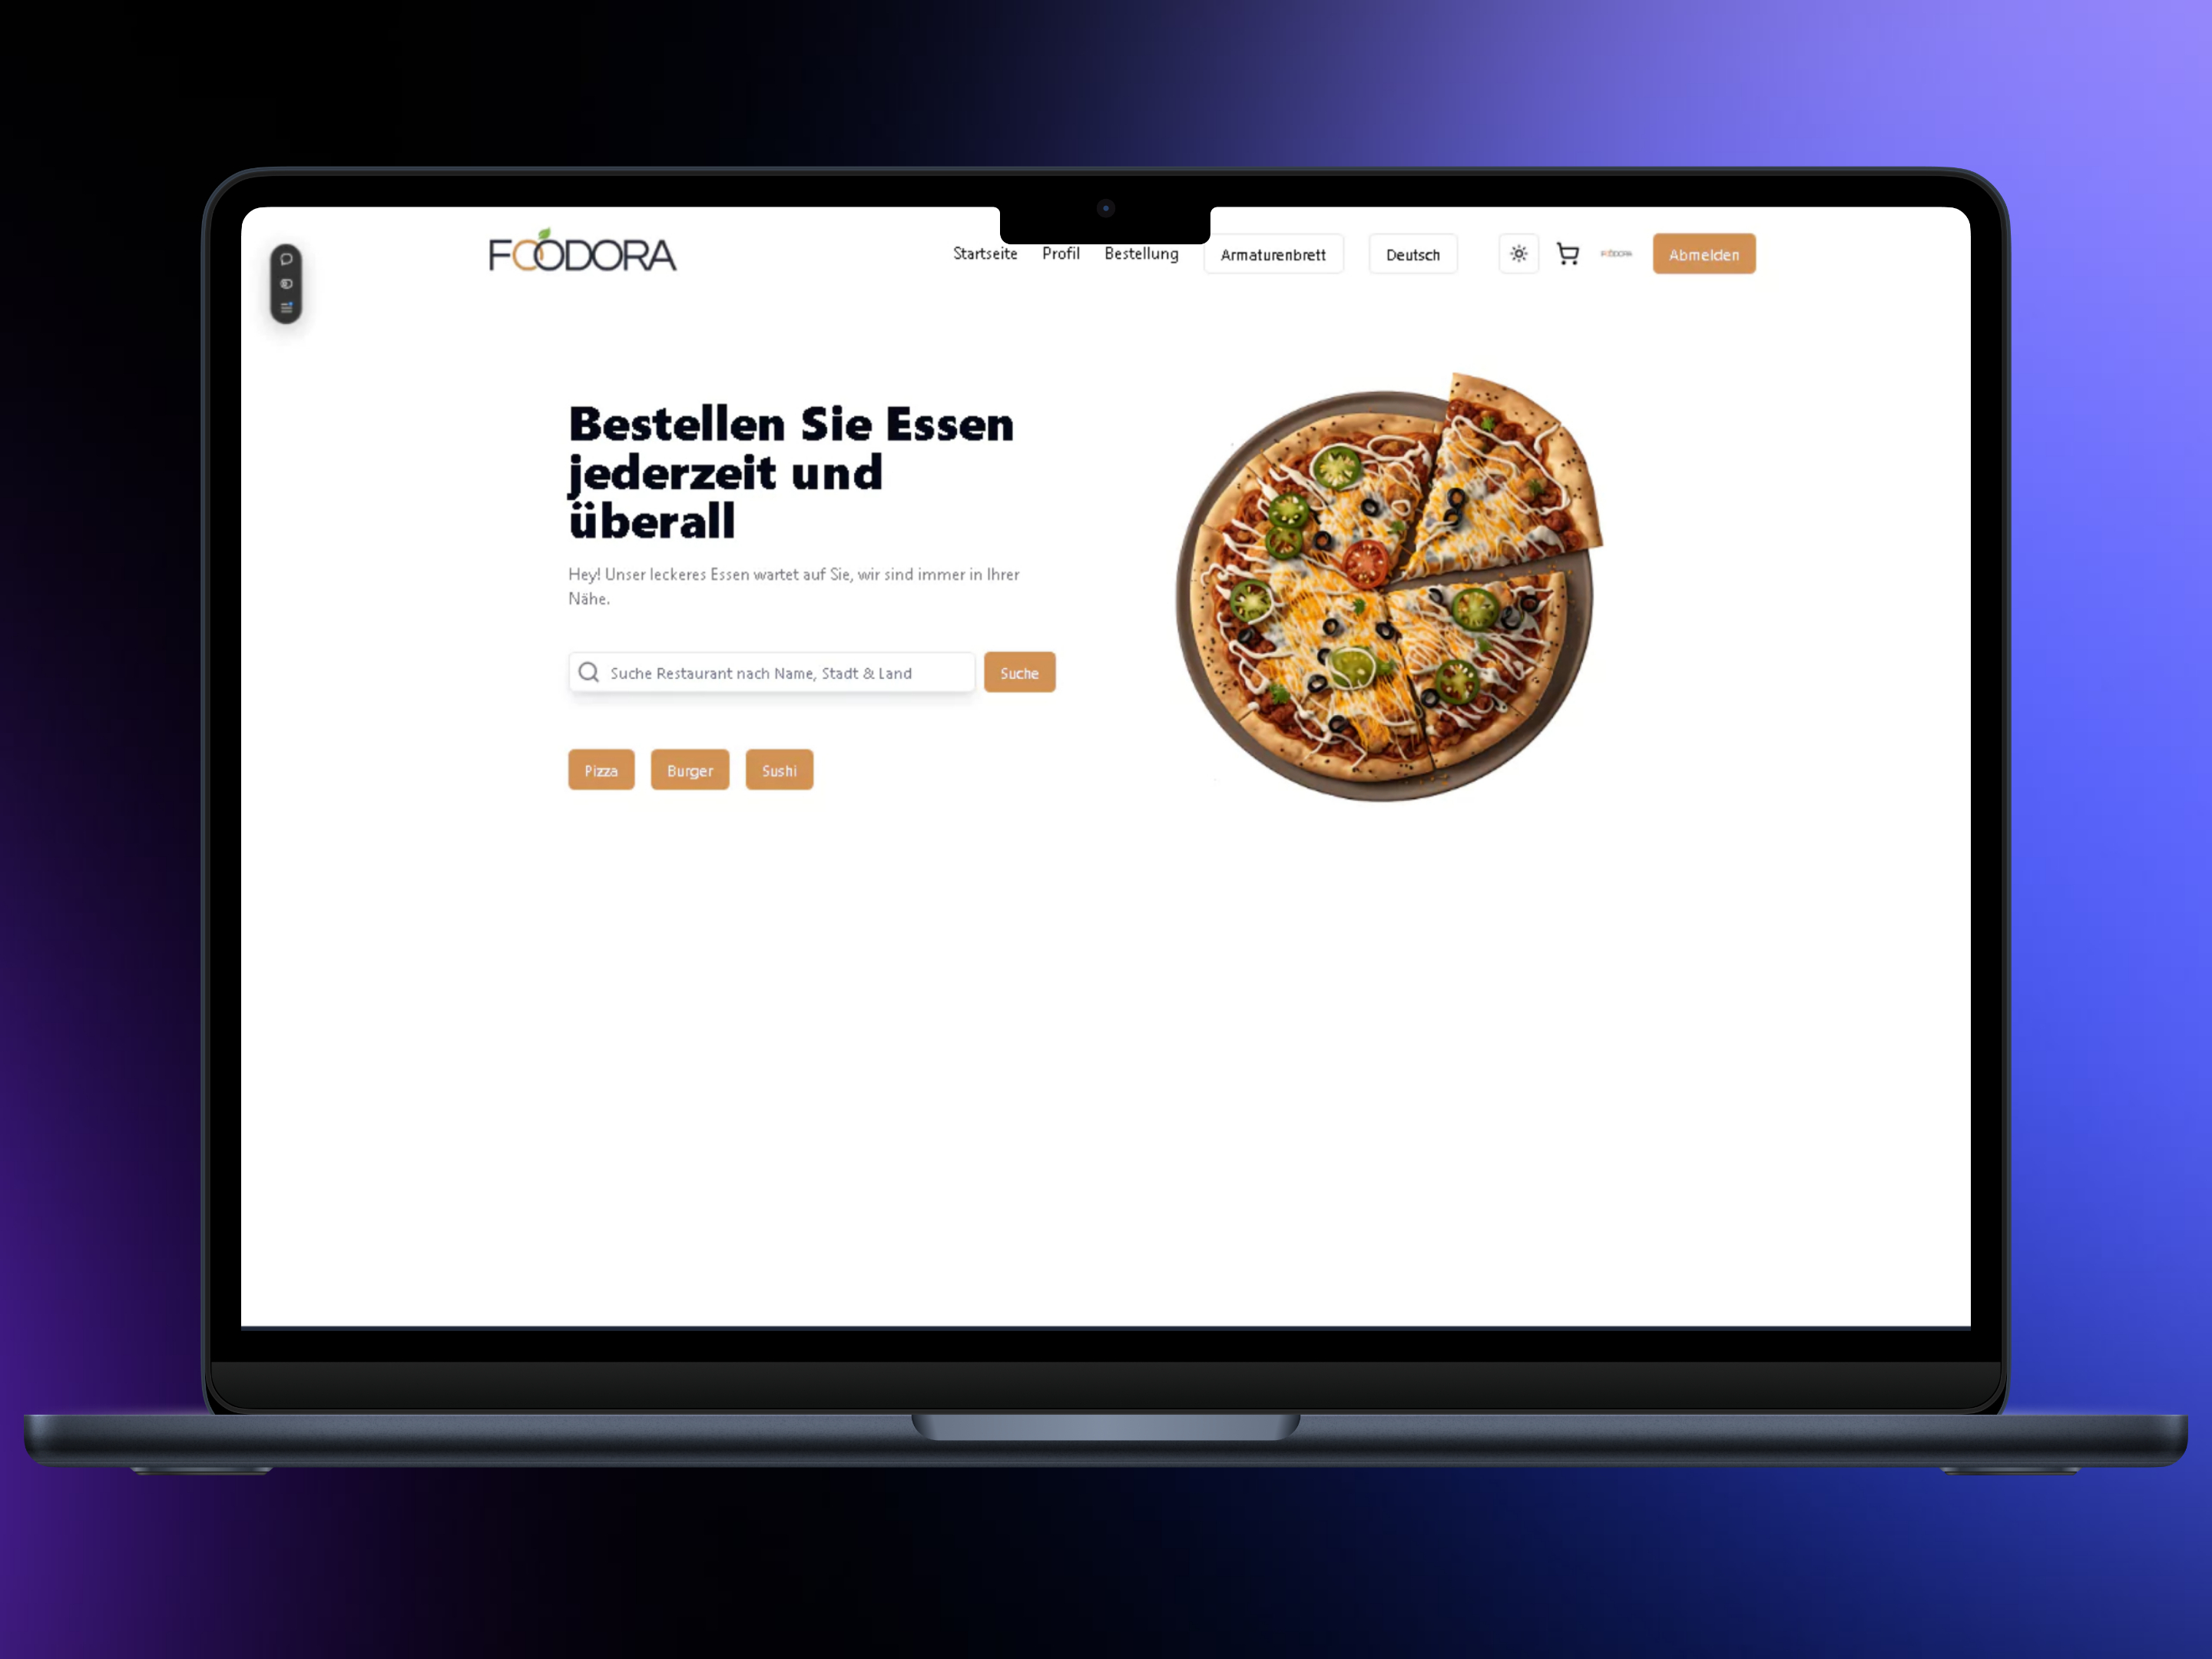 FOODORA
Startseite Profil Bestellung Armaturenbrett Deutsch FOODORA Abmelden
Bestellen Sie Essen
jederzeit und
überall
Hey! Unser leckeres Essen wartet auf Sie, wir sind immer in Ihrer
Nähe.
Suche Restaurant nach Name, Stadt & Land Suche
Pizza Burger Sushi